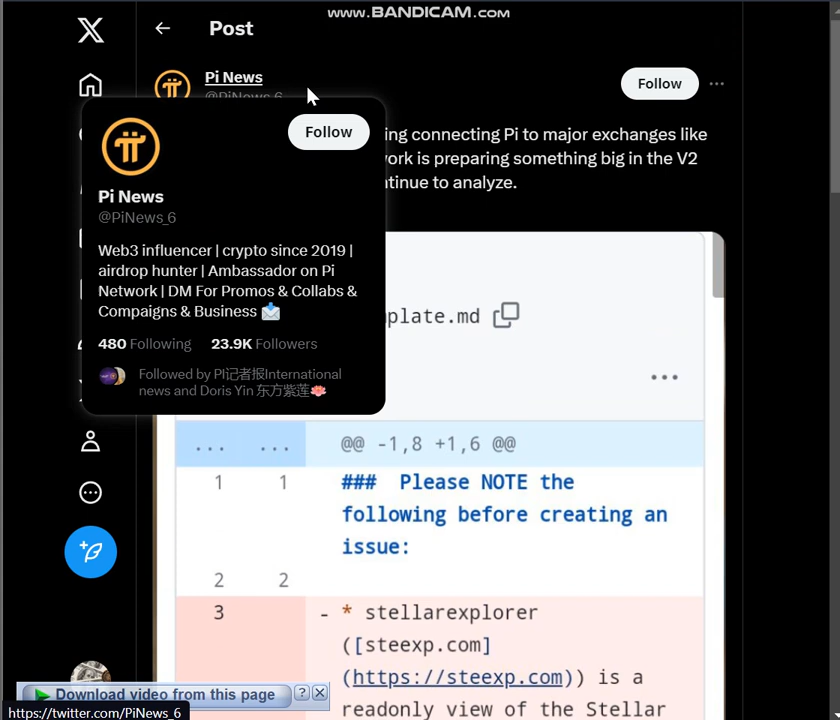 www.BANDICAM.com
Post
Pi News
@PiNews_6
Follow
ing connecting Pi to major exchanges like
work is preparing something big in the V2
ntinue to analyze.
Follow
Pi News
@PiNews_6
Web3 influencer | crypto since 2019 |
airdrop hunter | Ambassador on Pi
Network | DM For Promos & Collabs &
Campaigns & Business
480 Following 23.9K Followers
Followed by PI记者报International
news and Doris Yin 东方紫莲
plate.md
... ... @@ -1,8 +1,6 @@
1 1 ### Please NOTE the
following before creating an
issue:
2 2
3 - * stellarexplorer
([steexp.com]
(https://steexp.com)) is a
readonly view of the Stellar
Download video from this page ? X
https://twitter.com/PiNews_6